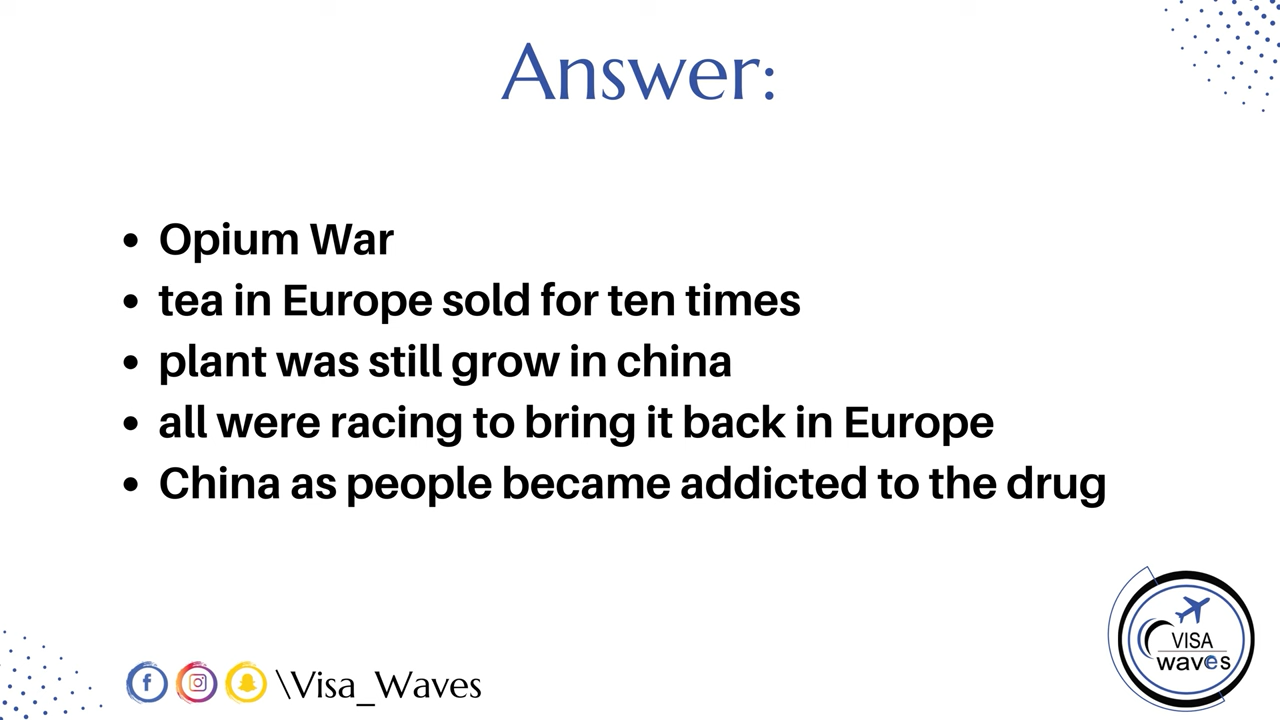 Answer:
• Opium War
• tea in Europe sold for ten times
• plant was still grow in china
• all were racing to bring it back in Europe
• China as people became addicted to the drug
\Visa_Waves
VISA
waves